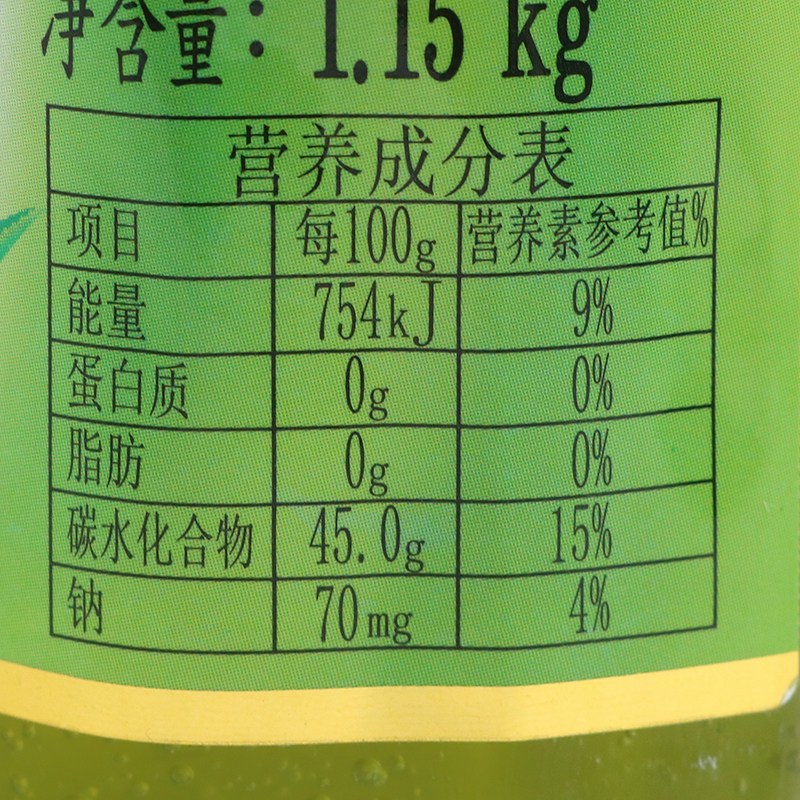 净含量：1.15 kg
营养成分表
项目 每100g 营养素参考值%
能量 754kJ 9%
蛋白质 0g 0%
脂肪 0g 0%
碳水化合物 45.0g 15%
钠 70mg 4%